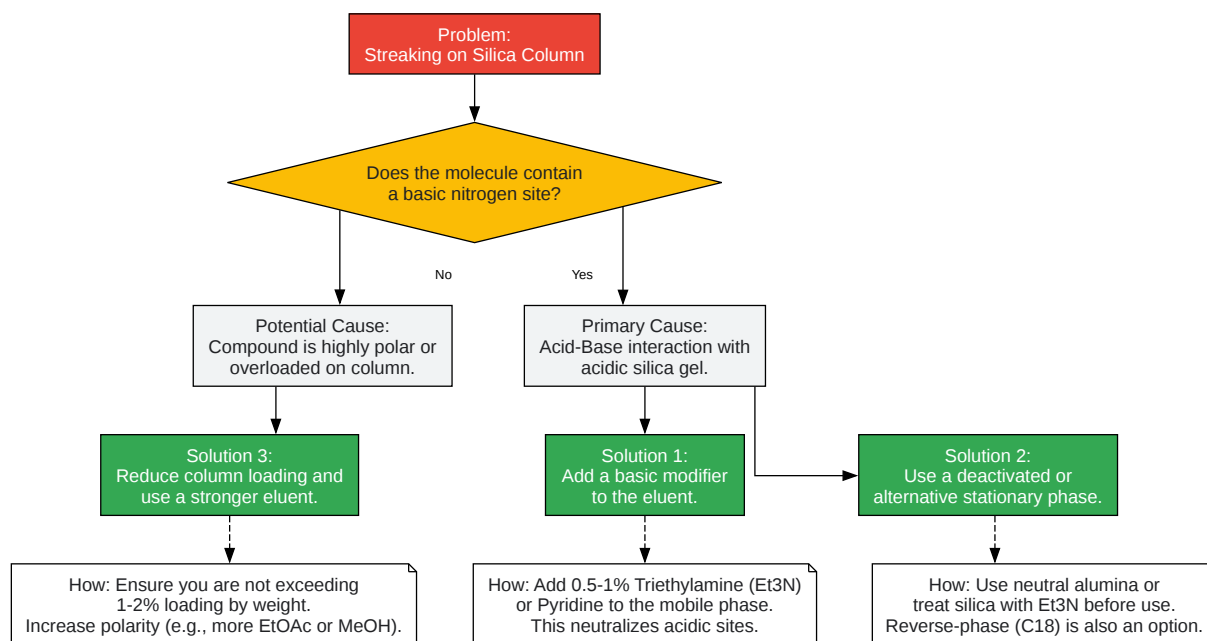 Problem:
Streaking on Silica Column
Does the molecule contain
a basic nitrogen site?
No
Yes
Potential Cause:
Compound is highly polar or
overloaded on column.
Primary Cause:
Acid-Base interaction with
acidic silica gel.
Solution 3:
Reduce column loading and
use a stronger eluent.
Solution 1:
Add a basic modifier
to the eluent.
Solution 2:
Use a deactivated or
alternative stationary phase.
How: Ensure you are not exceeding
1-2% loading by weight.
Increase polarity (e.g., more EtOAc or MeOH).
How: Add 0.5-1% Triethylamine (Et3N)
or Pyridine to the mobile phase.
This neutralizes acidic sites.
How: Use neutral alumina or
treat silica with Et3N before use.
Reverse-phase (C18) is also an option.